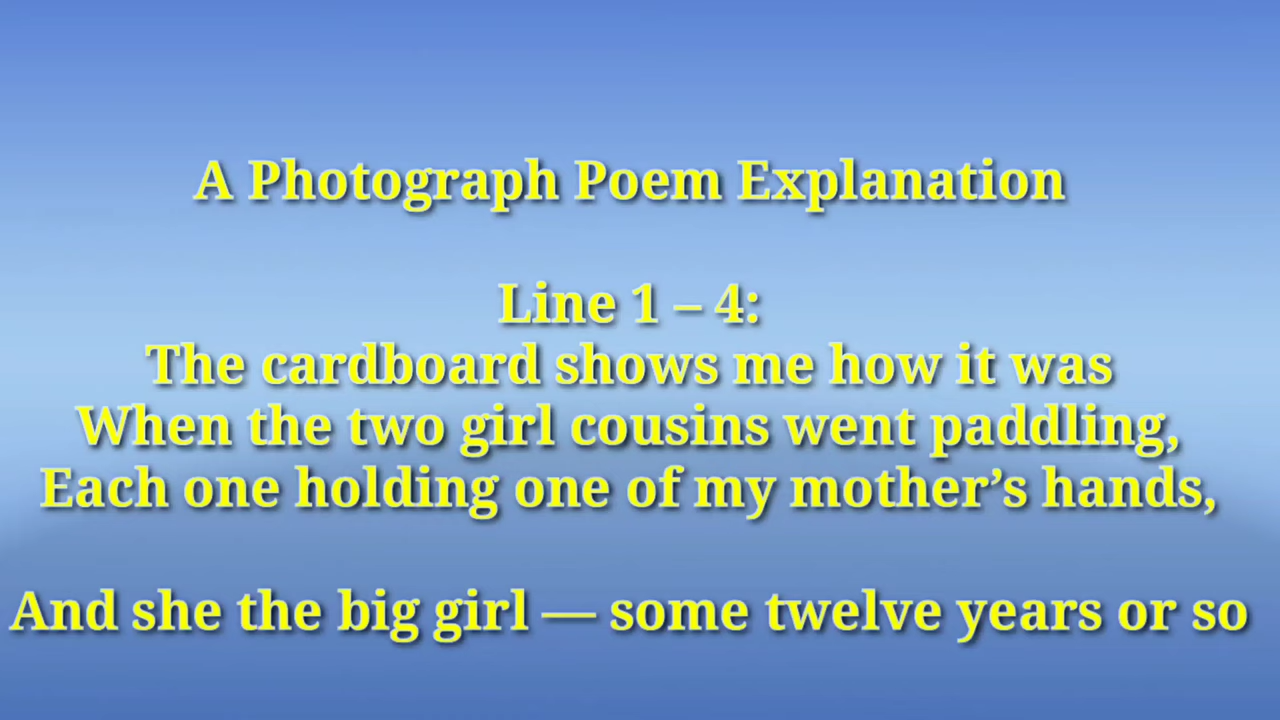 A Photograph Poem Explanation
Line 1 – 4:
The cardboard shows me how it was
When the two girl cousins went paddling,
Each one holding one of my mother’s hands,
And she the big girl — some twelve years or so